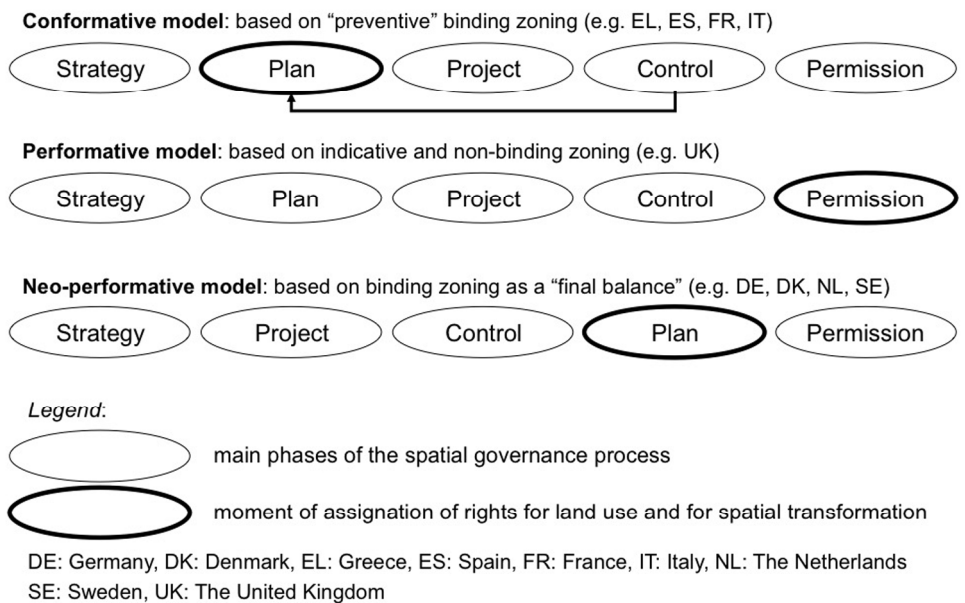 Conformative model: based on “preventive” binding zoning (e.g. EL, ES, FR, IT)
Strategy Plan Project Control Permission
Performative model: based on indicative and non-binding zoning (e.g. UK)
Strategy Plan Project Control Permission
Neo-performative model: based on binding zoning as a “final balance” (e.g. DE, DK, NL, SE)
Strategy Project Control Plan Permission
Legend:
main phases of the spatial governance process
moment of assignation of rights for land use and for spatial transformation
DE: Germany, DK: Denmark, EL: Greece, ES: Spain, FR: France, IT: Italy, NL: The Netherlands
SE: Sweden, UK: The United Kingdom